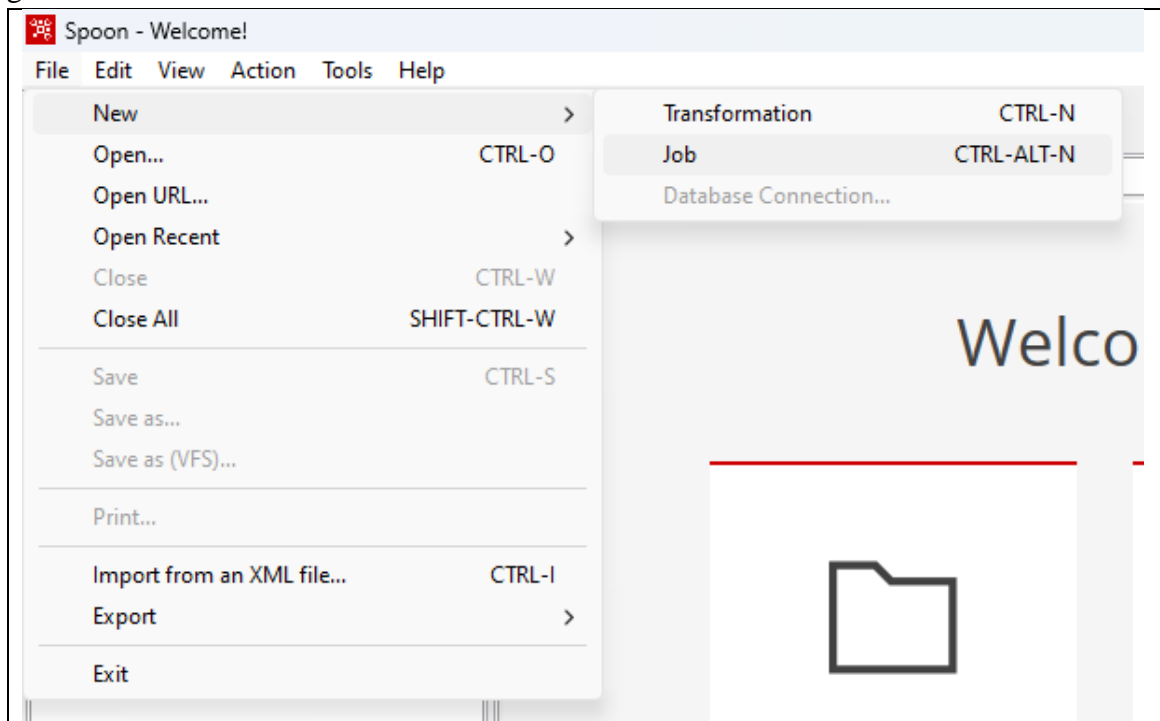 Spoon - Welcome!
File Edit View Action Tools Help
New >
Open... CTRL-O
Open URL...
Open Recent >
Close CTRL-W
Close All SHIFT-CTRL-W
Save CTRL-S
Save as...
Save as (VFS)...
Print...
Import from an XML file... CTRL-I
Export >
Exit
Transformation CTRL-N
Job CTRL-ALT-N
Database Connection...
Welco